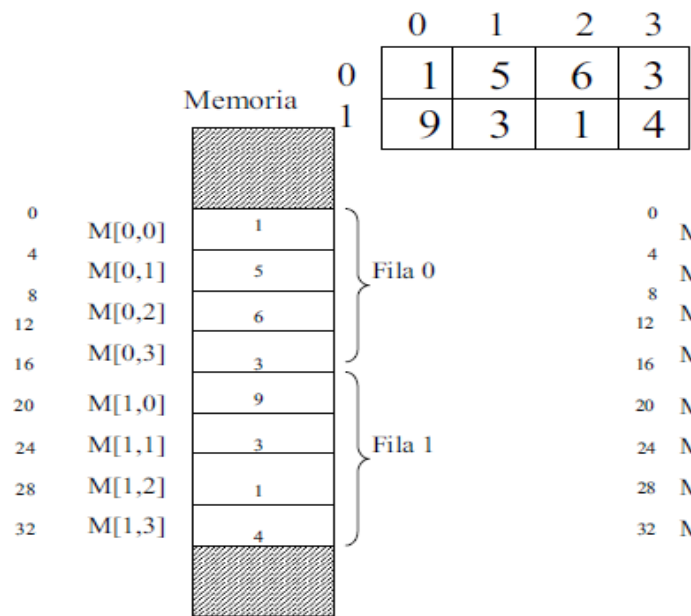 0 1 2 3
0 1 5 6 3
Memoria
1 9 3 1 4
0
M[0,0] 1
4
M[0,1] 5 Fila 0
8
M[0,2] 6
12
M[0,3] 3
16
M[1,0] 9
20
M[1,1] 3 Fila 1
24
M[1,2] 1
28
M[1,3] 4
32
0
M
4
M
8
M
12
M
16
M
20
M
24
M
28
M
32